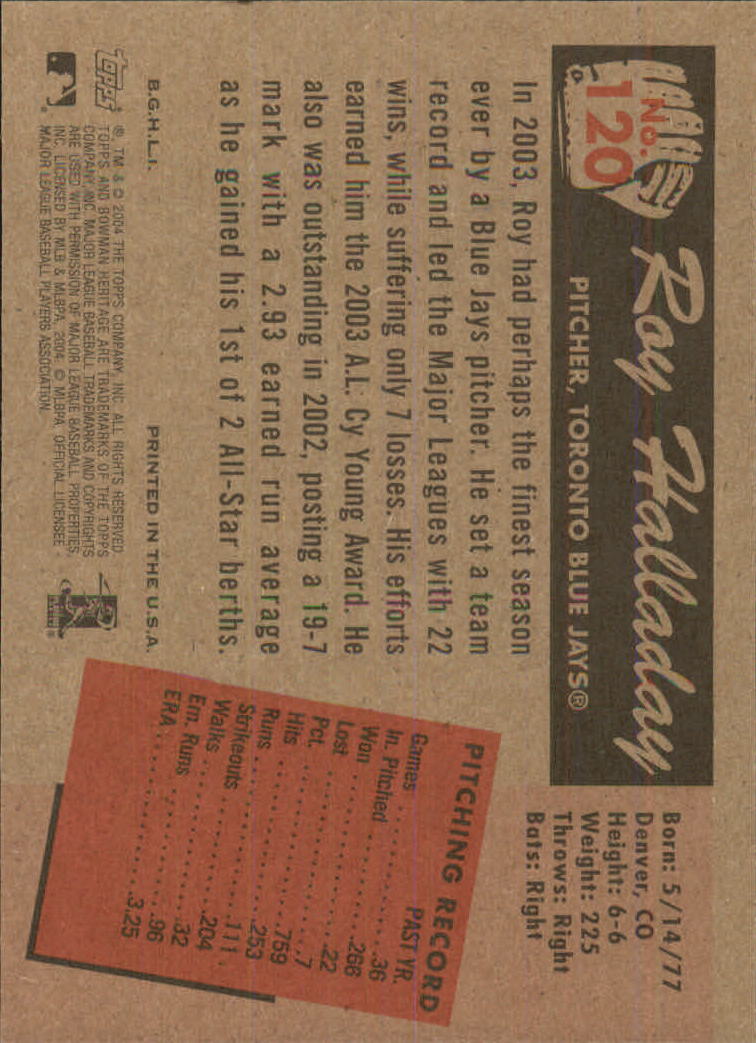 No.
120
Roy Halladay
PITCHER, TORONTO BLUE JAYS®
Born: 5/14/77
Denver, CO
Height: 6-6
Weight: 225
Throws: Right
Bats: Right
In 2003, Roy had perhaps the finest season
ever by a Blue Jays pitcher. He set a team
record and led the Major Leagues with 22
wins, while suffering only 7 losses. His efforts
earned him the 2003 A.L. Cy Young Award. He
also was outstanding in 2002, posting a 19-7
mark with a 2.93 earned run average
as he gained his 1st of 2 All-Star berths.
PITCHING RECORD
PAST YR.
Games . . . . . . . . . .36
In. Pitched . . . . . . . .266
Won . . . . . . . . . . .22
Lost . . . . . . . . . . .7
Pct. . . . . . . . . . . .759
Hits . . . . . . . . . . .253
Runs . . . . . . . . . . .111
Strikeouts . . . . . . . .204
Walks . . . . . . . . . .32
Ern. Runs . . . . . . . .96
ERA . . . . . . . . . . .3.25
B.G.H.L.I. PRINTED IN THE U.S.A.
Topps®
® , TM & © 2004 THE TOPPS COMPANY, INC. ALL RIGHTS RESERVED.
TOPPS AND BOWMAN HERITAGE ARE TRADEMARKS OF THE TOPPS
COMPANY, INC. MAJOR LEAGUE BASEBALL TRADEMARKS AND COPYRIGHTS
ARE USED WITH PERMISSION OF MAJOR LEAGUE BASEBALL PROPERTIES,
INC. LICENSED BY MLB & MLBPA, 2004. © MLBPA, OFFICIAL LICENSEE -
MAJOR LEAGUE BASEBALL PLAYERS ASSOCIATION.